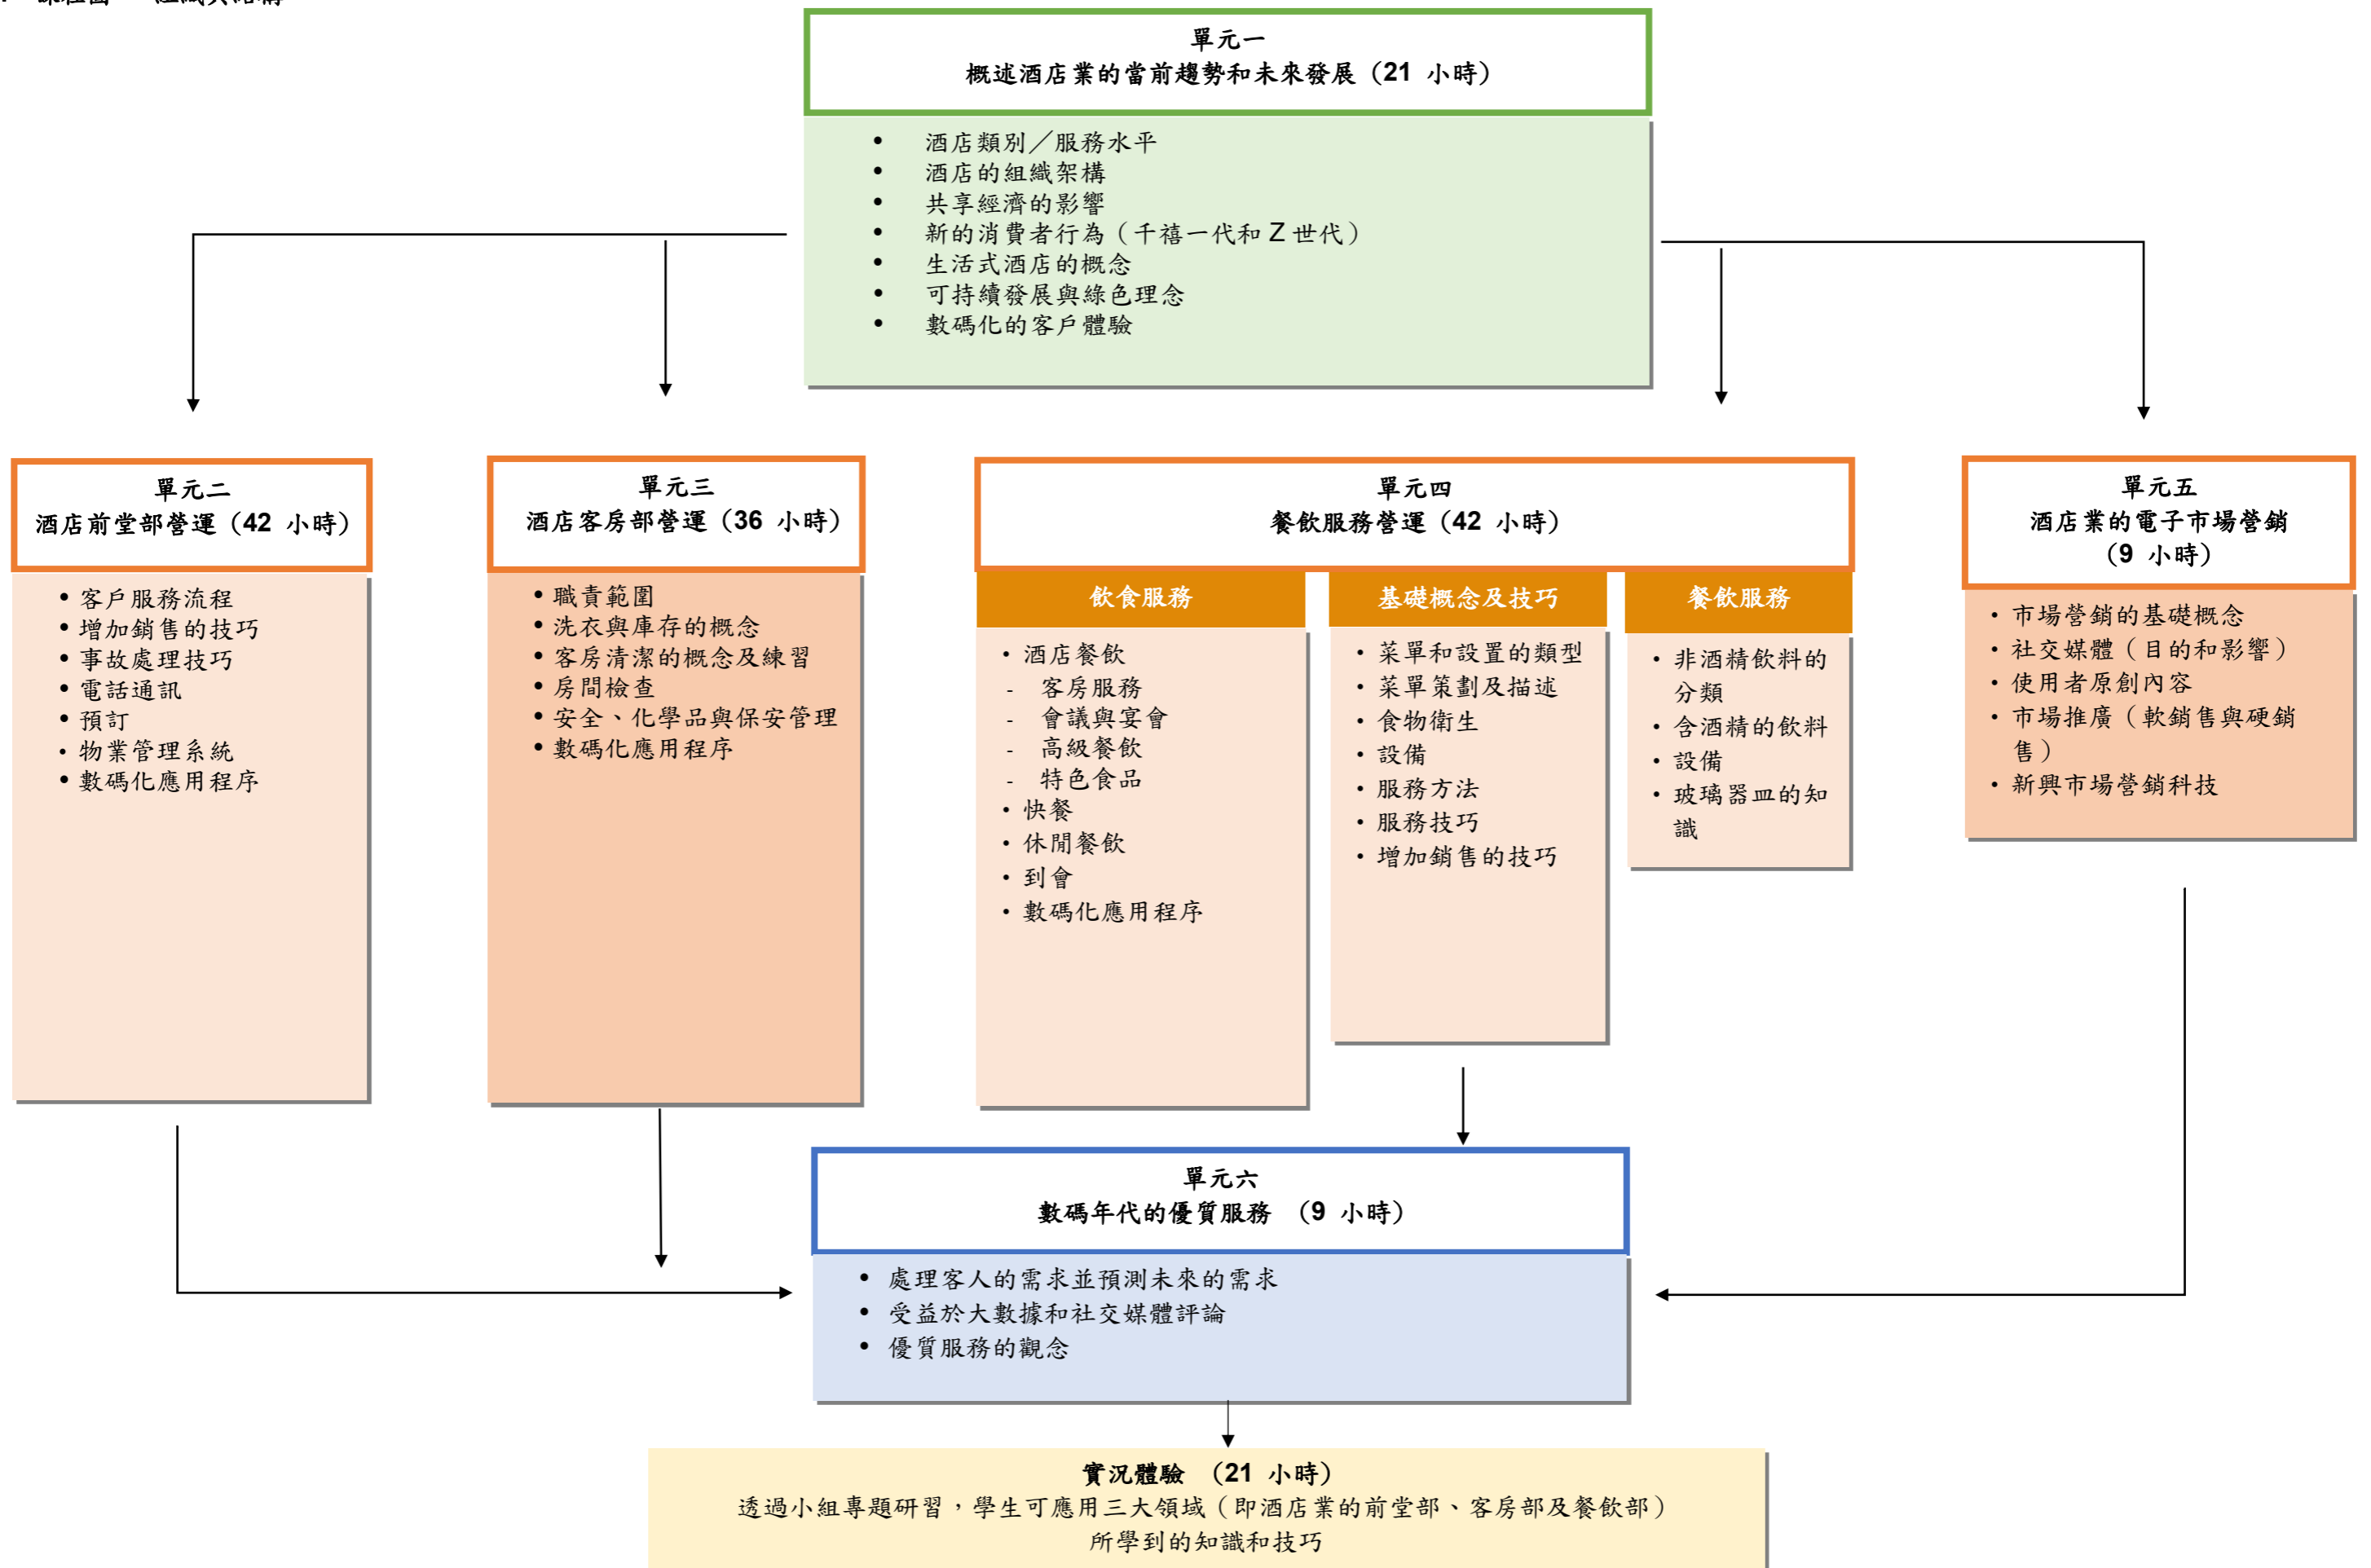 單元一
概述酒店業的當前趨勢和未來發展（21 小時）
• 酒店類別／服務水平
• 酒店的組織架構
• 共享經濟的影響
• 新的消費者行為（千禧一代和 Z 世代）
• 生活式酒店的概念
• 可持續發展與綠色理念
• 數碼化的客戶體驗
單元二
酒店前堂部營運（42 小時）
• 客戶服務流程
• 增加銷售的技巧
• 事故處理技巧
• 電話通訊
• 預訂
• 物業管理系統
• 數碼化應用程序
單元三
酒店客房部營運（36 小時）
• 職責範圍
• 洗衣與庫存的概念
• 客房清潔的概念及練習
• 房間檢查
• 安全、化學品與保安管理
• 數碼化應用程序
單元四
餐飲服務營運（42 小時）
飲食服務
• 酒店餐飲
- 客房服務
- 會議與宴會
- 高級餐飲
- 特色食品
• 快餐
• 休閒餐飲
• 到會
• 數碼化應用程序
基礎概念及技巧
• 菜單和設置的類型
• 菜單策劃及描述
• 食物衛生
• 設備
• 服務方法
• 服務技巧
• 增加銷售的技巧
餐飲服務
• 非酒精飲料的
分類
• 含酒精的飲料
• 設備
• 玻璃器皿的知
識
單元五
酒店業的電子市場營銷
（9 小時）
• 市場營銷的基礎概念
• 社交媒體（目的和影響）
• 使用者原創內容
• 市場推廣（軟銷售與硬銷
售）
• 新興市場營銷科技
單元六
數碼年代的優質服務 （9 小時）
• 處理客人的需求並預測未來的需求
• 受益於大數據和社交媒體評論
• 優質服務的觀念
實況體驗 （21 小時）
透過小組專題研習，學生可應用三大領域（即酒店業的前堂部、客房部及餐飲部）
所學到的知識和技巧